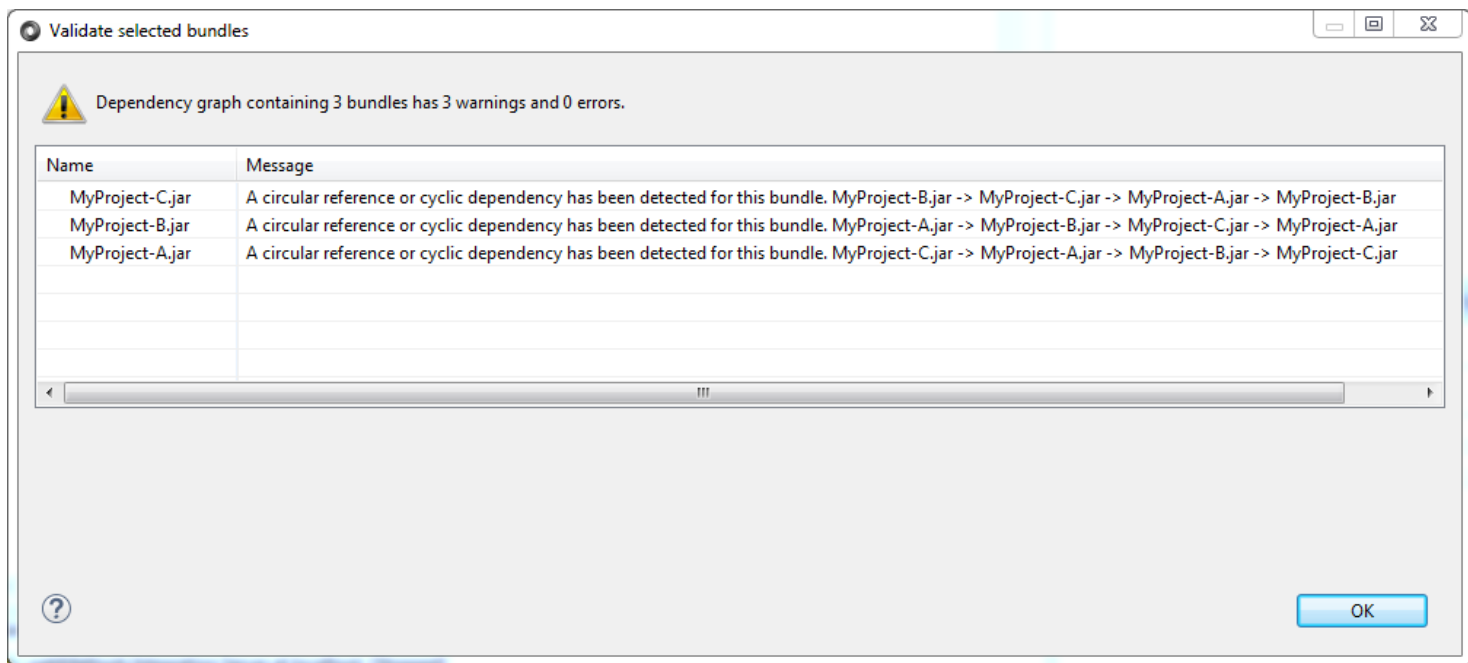 Validate selected bundles
Dependency graph containing 3 bundles has 3 warnings and 0 errors.
Name Message
MyProject-C.jar A circular reference or cyclic dependency has been detected for this bundle. MyProject-B.jar -> MyProject-C.jar -> MyProject-A.jar -> MyProject-B.jar
MyProject-B.jar A circular reference or cyclic dependency has been detected for this bundle. MyProject-A.jar -> MyProject-B.jar -> MyProject-C.jar -> MyProject-A.jar
MyProject-A.jar A circular reference or cyclic dependency has been detected for this bundle. MyProject-C.jar -> MyProject-A.jar -> MyProject-B.jar -> MyProject-C.jar
OK